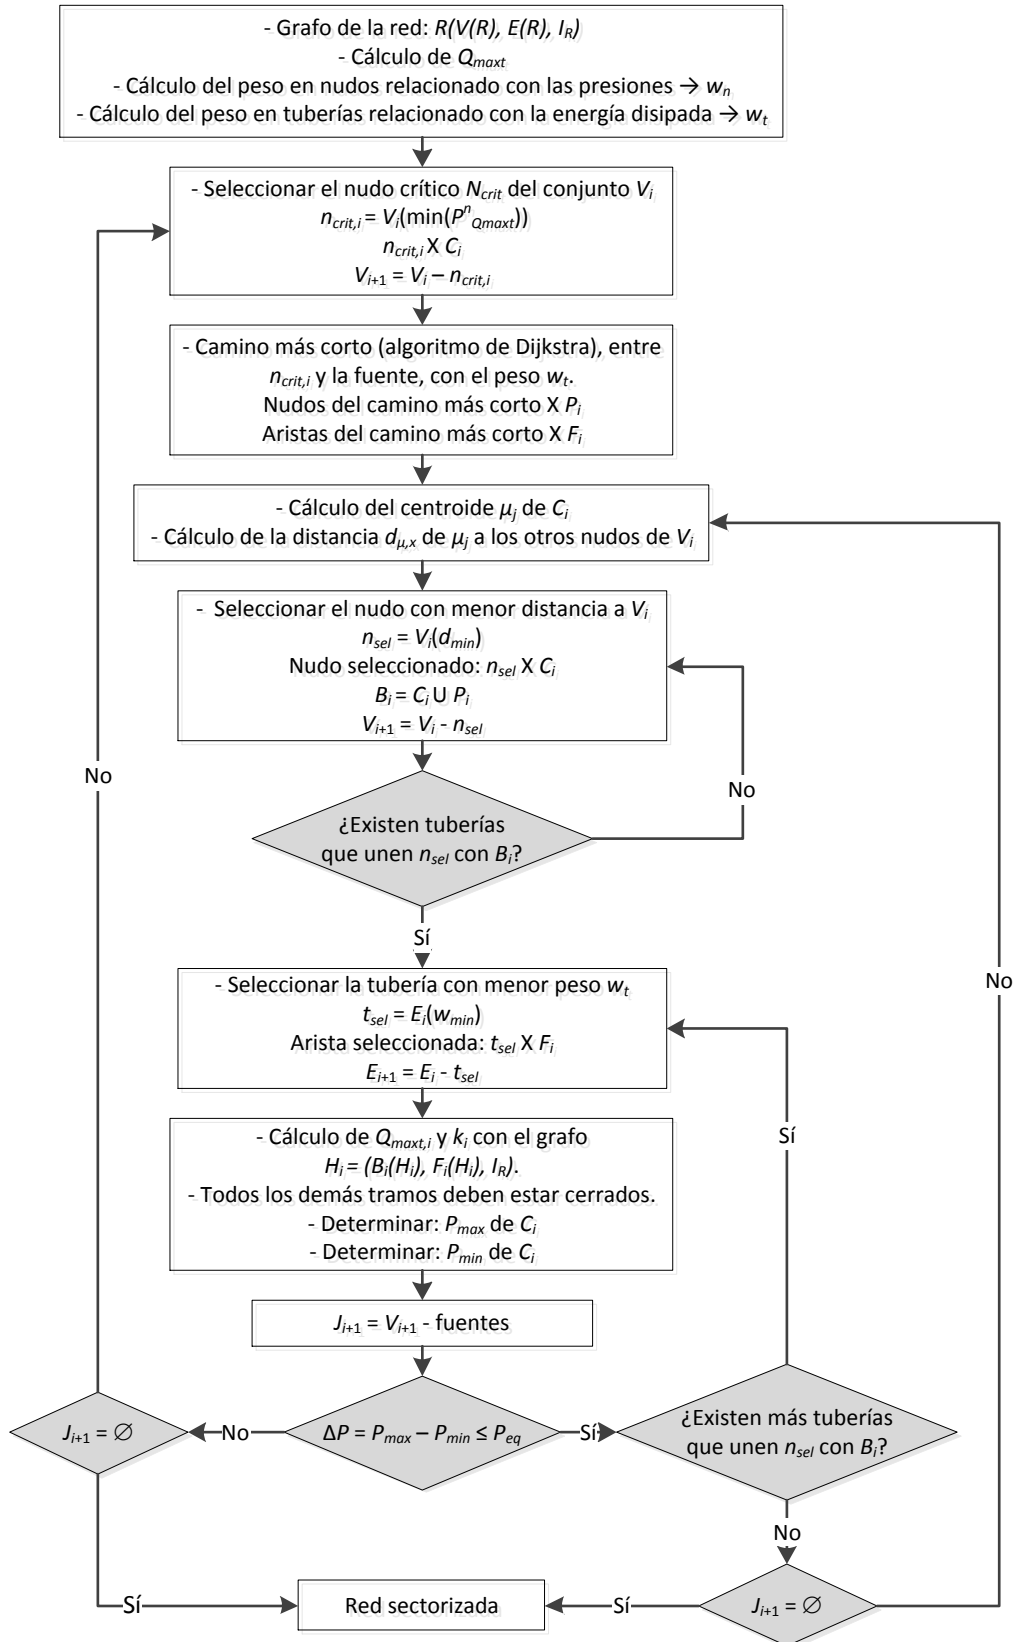 - Grafo de la red: R(V(R), E(R), I_R)
- Cálculo de Q_maxt
- Cálculo del peso en nudos relacionado con las presiones → w_n
- Cálculo del peso en tuberías relacionado con la energía disipada → w_t
- Seleccionar el nudo crítico N_crit del conjunto V_i
n_crit,i = V_i(min(P^n_Qmaxt))
n_crit,i X C_i
V_i+1 = V_i – n_crit,i
- Camino más corto (algoritmo de Dijkstra), entre
n_crit,i y la fuente, con el peso w_t.
Nudos del camino más corto X P_i
Aristas del camino más corto X F_i
- Cálculo del centroide μ_j de C_i
- Cálculo de la distancia d_μ,x de μ_j a los otros nudos de V_i
- Seleccionar el nudo con menor distancia a V_i
n_sel = V_i(d_min)
Nudo seleccionado: n_sel X C_i
B_i = C_i U P_i
V_i+1 = V_i - n_sel
No
No
¿Existen tuberías
que unen n_sel con B_i?
Sí
- Seleccionar la tubería con menor peso w_t
t_sel = E_i(w_min)
Arista seleccionada: t_sel X F_i
E_i+1 = E_i - t_sel
No
- Cálculo de Q_maxt,i y k_i con el grafo
H_i = (B_i(H_i), F_i(H_i), I_R).
- Todos los demás tramos deben estar cerrados.
- Determinar: P_max de C_i
- Determinar: P_min de C_i
Sí
J_i+1 = V_i+1 - fuentes
J_i+1 = ∅
No
ΔP = P_max – P_min ≤ P_eq
Sí
¿Existen más tuberías
que unen n_sel con B_i?
No
Sí
Red sectorizada
Sí
J_i+1 = ∅